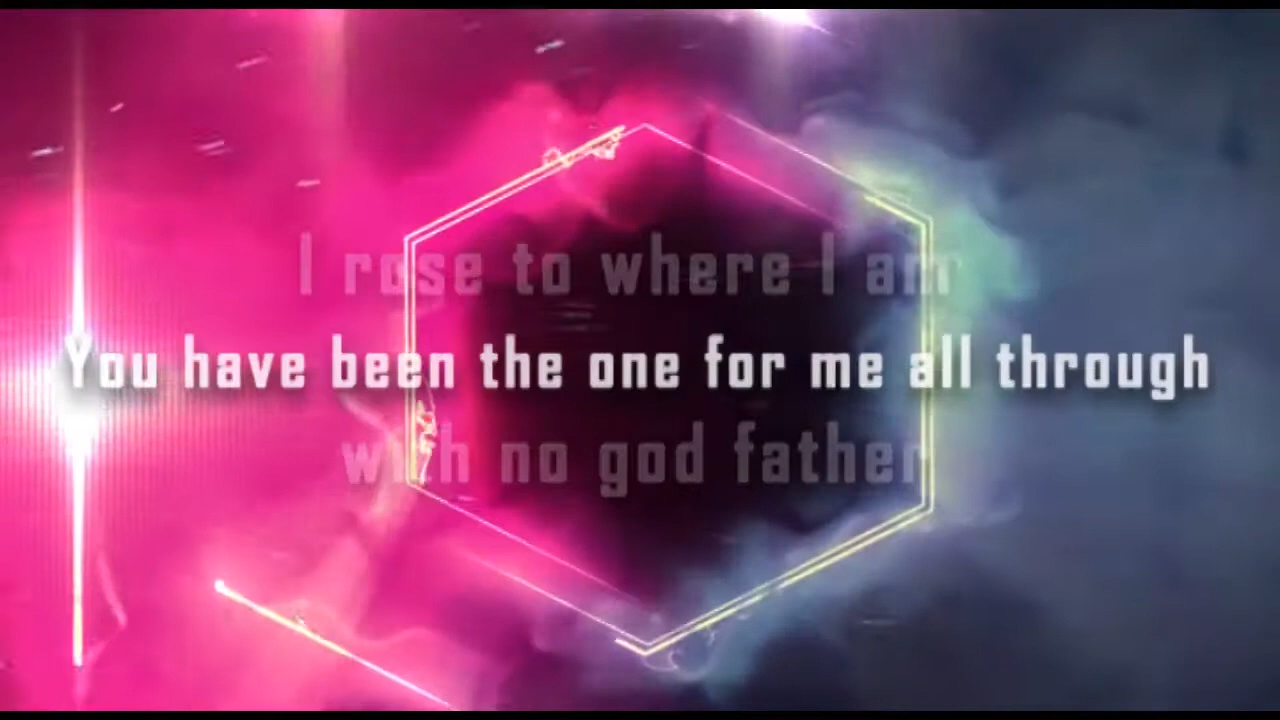 I rose to where I am
You have been the one for me all through
with no god father